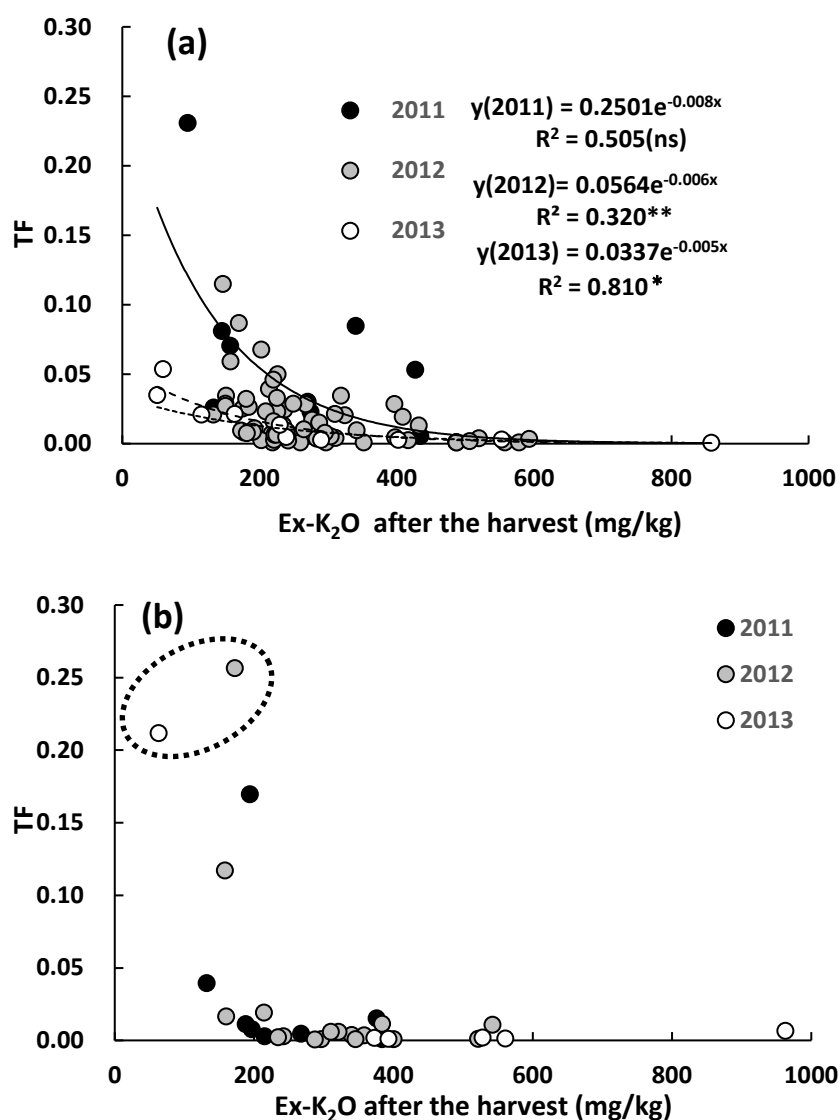 (a)
0.30
0.25
0.20
0.15
0.10
0.05
0.00
TF
2011
2012
2013
y(2011) = 0.2501e^-0.008x
R² = 0.505(ns)
y(2012)= 0.0564e^-0.006x
R² = 0.320**
y(2013) = 0.0337e^-0.005x
R² = 0.810*
0 200 400 600 800 1000
Ex-K₂O after the harvest (mg/kg)
(b)
0.30
0.25
0.20
0.15
0.10
0.05
0.00
TF
2011
2012
2013
0 200 400 600 800 1000
Ex-K₂O after the harvest (mg/kg)